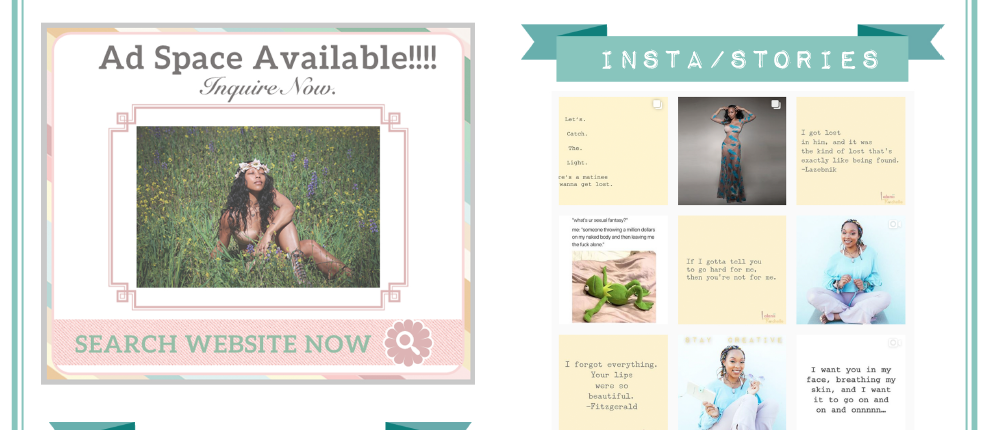 Ad Space Available!!!!
Inquire Now.
SEARCH WEBSITE NOW
INSTA/STORIES
Let's.
Catch.
The.
Light.
re's a matinee
wanna get lost.
I got lost
in him, and it was
the kind of lost that's
exactly like being found.
-Lazebnik
"what's ur sexual fantasy?"
me: "someone throwing a million dollars
on my naked body and then leaving me
the fuck alone."
If I gotta tell you
to go hard for me,
then you're not for me.
STAY CREATIVE
I forgot everything.
Your lips
were so
beautiful.
-Fitzgerald
I want you in my
face, breathing my
skin, and I want
it to go on and
on and onnnnn…